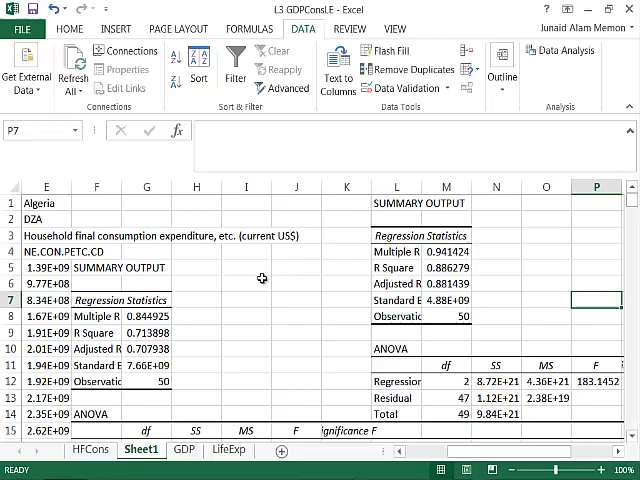 L3 GDPConsLE - Excel
FILE HOME INSERT PAGE LAYOUT FORMULAS DATA REVIEW VIEW Junaid Alam Memon
Get External Data
Refresh All
Connections
Properties
Edit Links
Connections
Sort
Filter
Clear
Reapply
Advanced
Sort & Filter
Text to Columns
Flash Fill
Remove Duplicates
Data Validation
Data Tools
Outline
Data Analysis
Analysis
P7 fx
E F G H I J K L M N O P
1 Algeria SUMMARY OUTPUT
2 DZA
3 Household final consumption expenditure, etc. (current US$) Regression Statistics
4 NE.CON.PETC.CD Multiple R 0.941424
5 1.39E+09 SUMMARY OUTPUT R Square 0.886279
6 9.77E+08 Adjusted R 0.881439
7 8.34E+08 Regression Statistics Standard E 4.88E+09
8 1.67E+09 Multiple R 0.844925 Observatio 50
9 1.91E+09 R Square 0.713898
10 2.01E+09 Adjusted R 0.707938 ANOVA
11 1.94E+09 Standard E 7.66E+09 df SS MS F
12 1.92E+09 Observatio 50 Regression 2 8.72E+21 4.36E+21 183.1452
13 2.17E+09 Residual 47 1.12E+21 2.38E+19
14 2.35E+09 ANOVA Total 49 9.84E+21
15 2.62E+09 df SS MS F ignificance F
HFCons Sheet1 GDP LifeExp
READY 100%